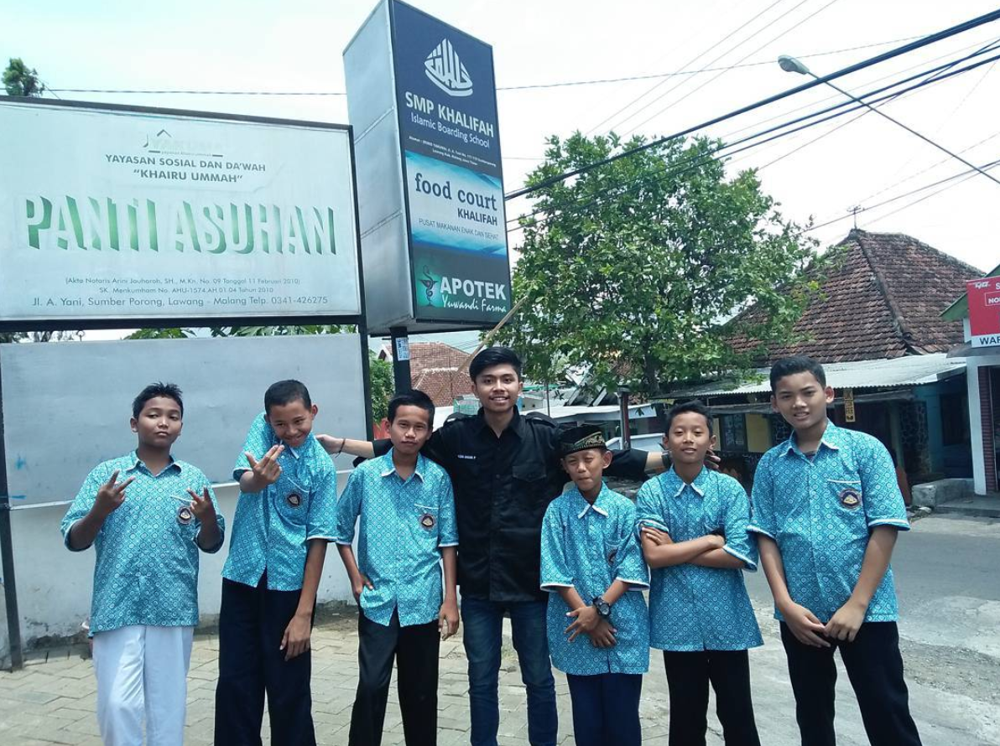 YAYASAN SOSIAL DAN DA'WAH
"KHAIRU UMMAH"
PANTI ASUHAN
(Akta Notaris Arini Jauharoh, SH., M.Kn. No. 09 Tanggal 11 Februari 2010)
SK. Menkumham No. AHU-1574.AH.01.04 Tahun 2010
Jl. A. Yani, Sumber Porong, Lawang - Malang Telp. 0341-426275
SMP KHALIFAH
Islamic Boarding School
food court
KHALIFAH
PUSAT MAKANAN ENAK DAN SEHAT
APOTEK
Yuwandi Farma